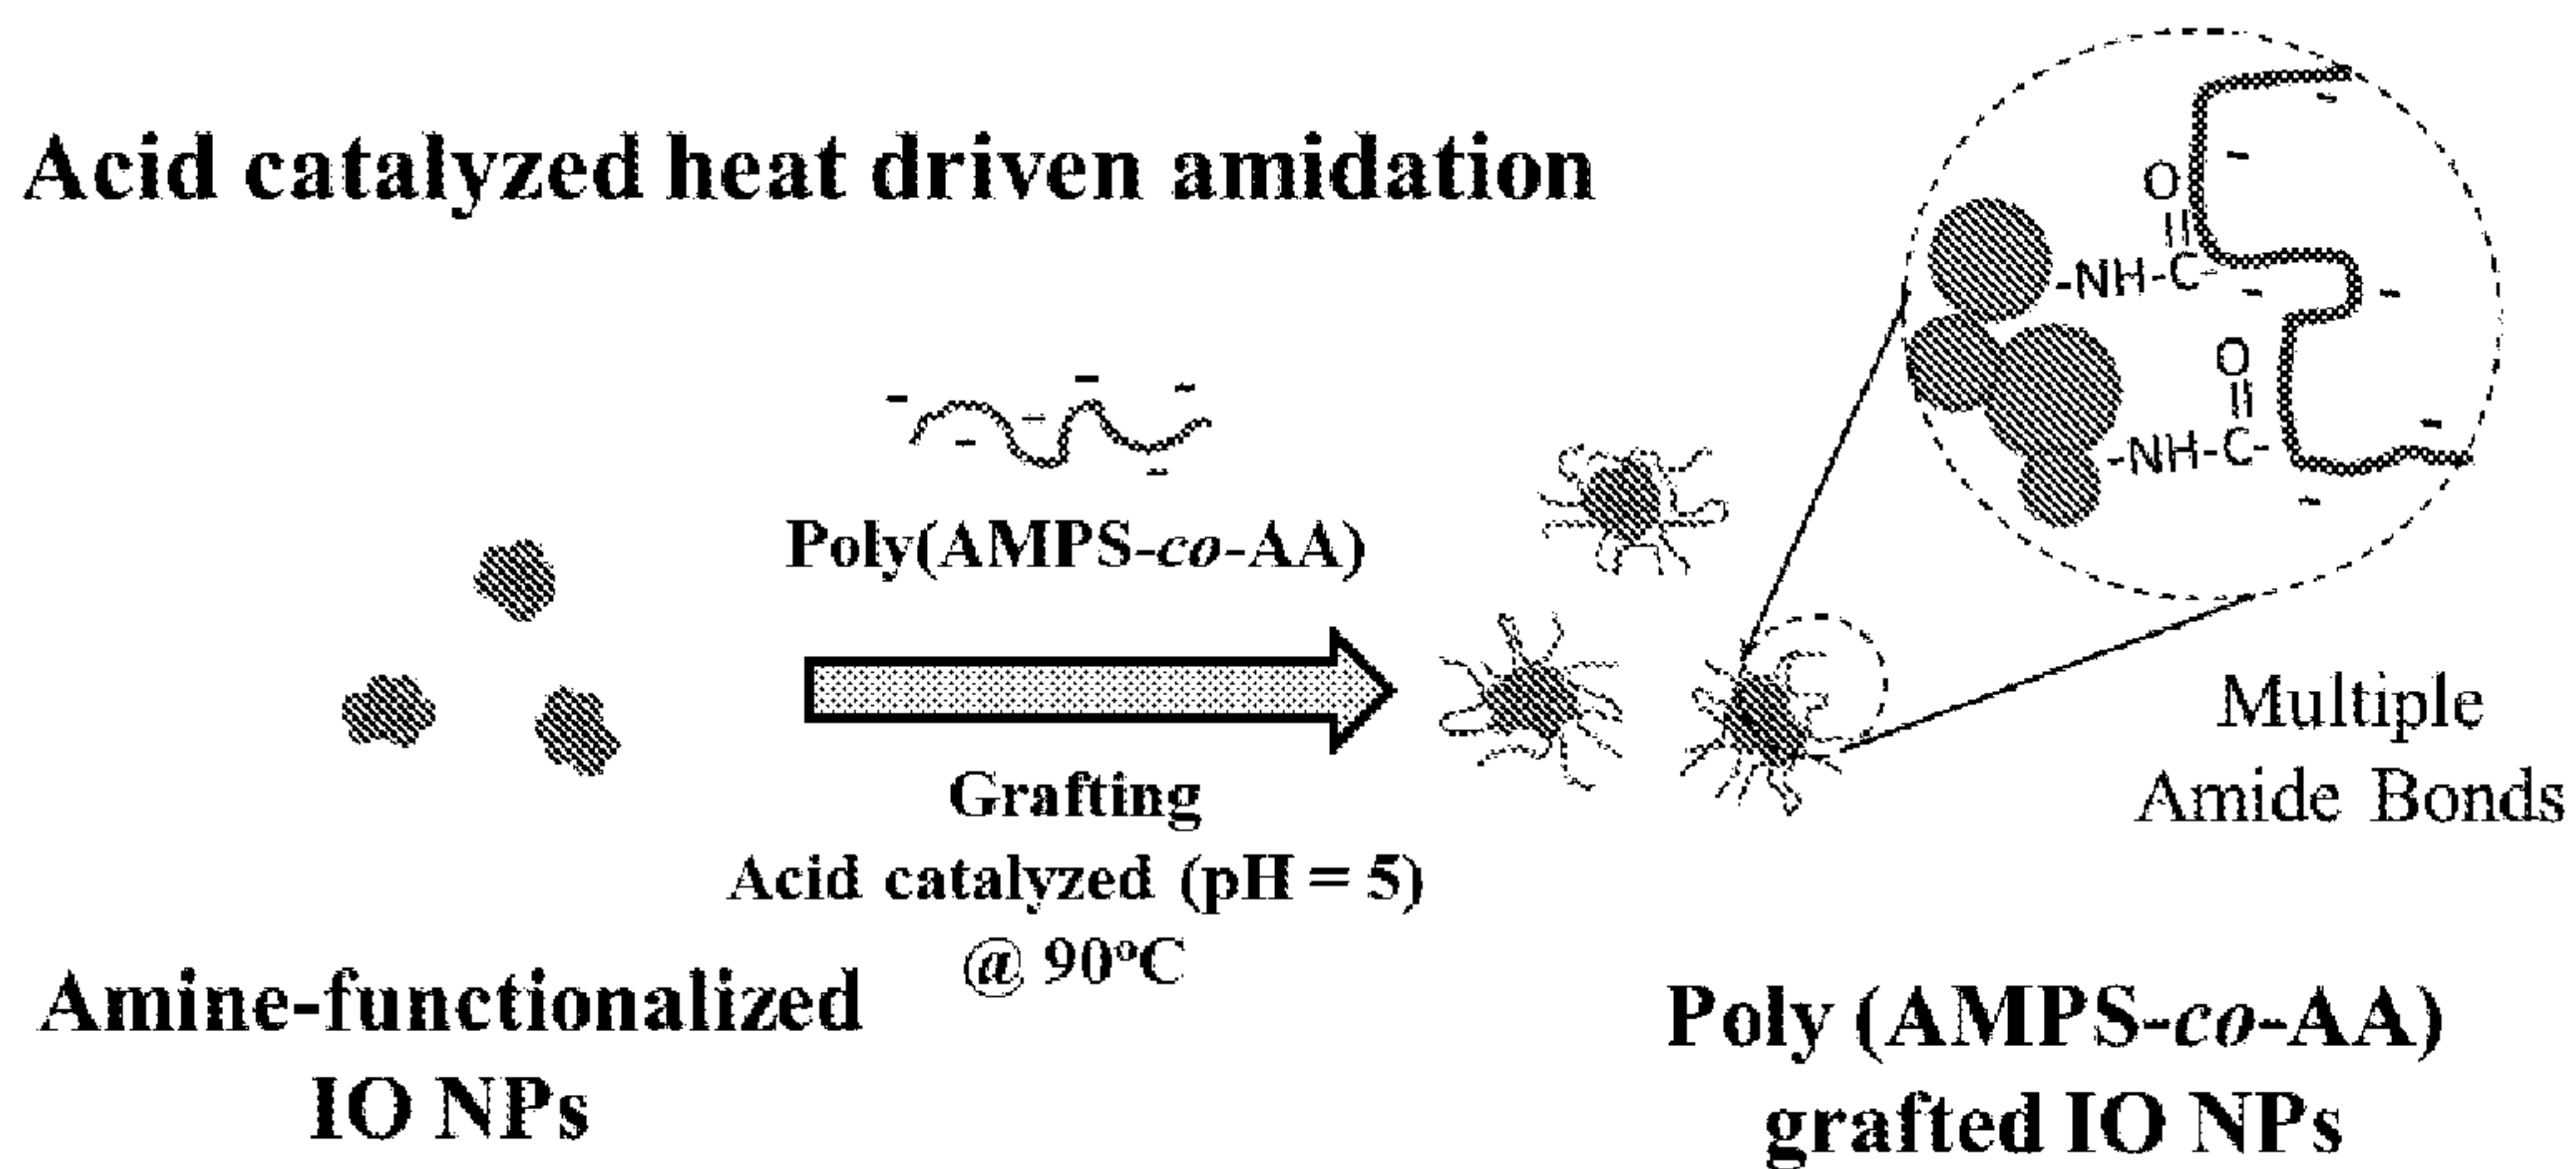 Acid catalyzed heat driven amidation
Poly(AMPS-co-AA)
Grafting
Acid catalyzed (pH = 5)
@ 90°C
Amine-functionalized
IO NPs
O
-NH-C-
O
-NH-C-
Multiple
Amide Bonds
Poly (AMPS-co-AA)
grafted IO NPs